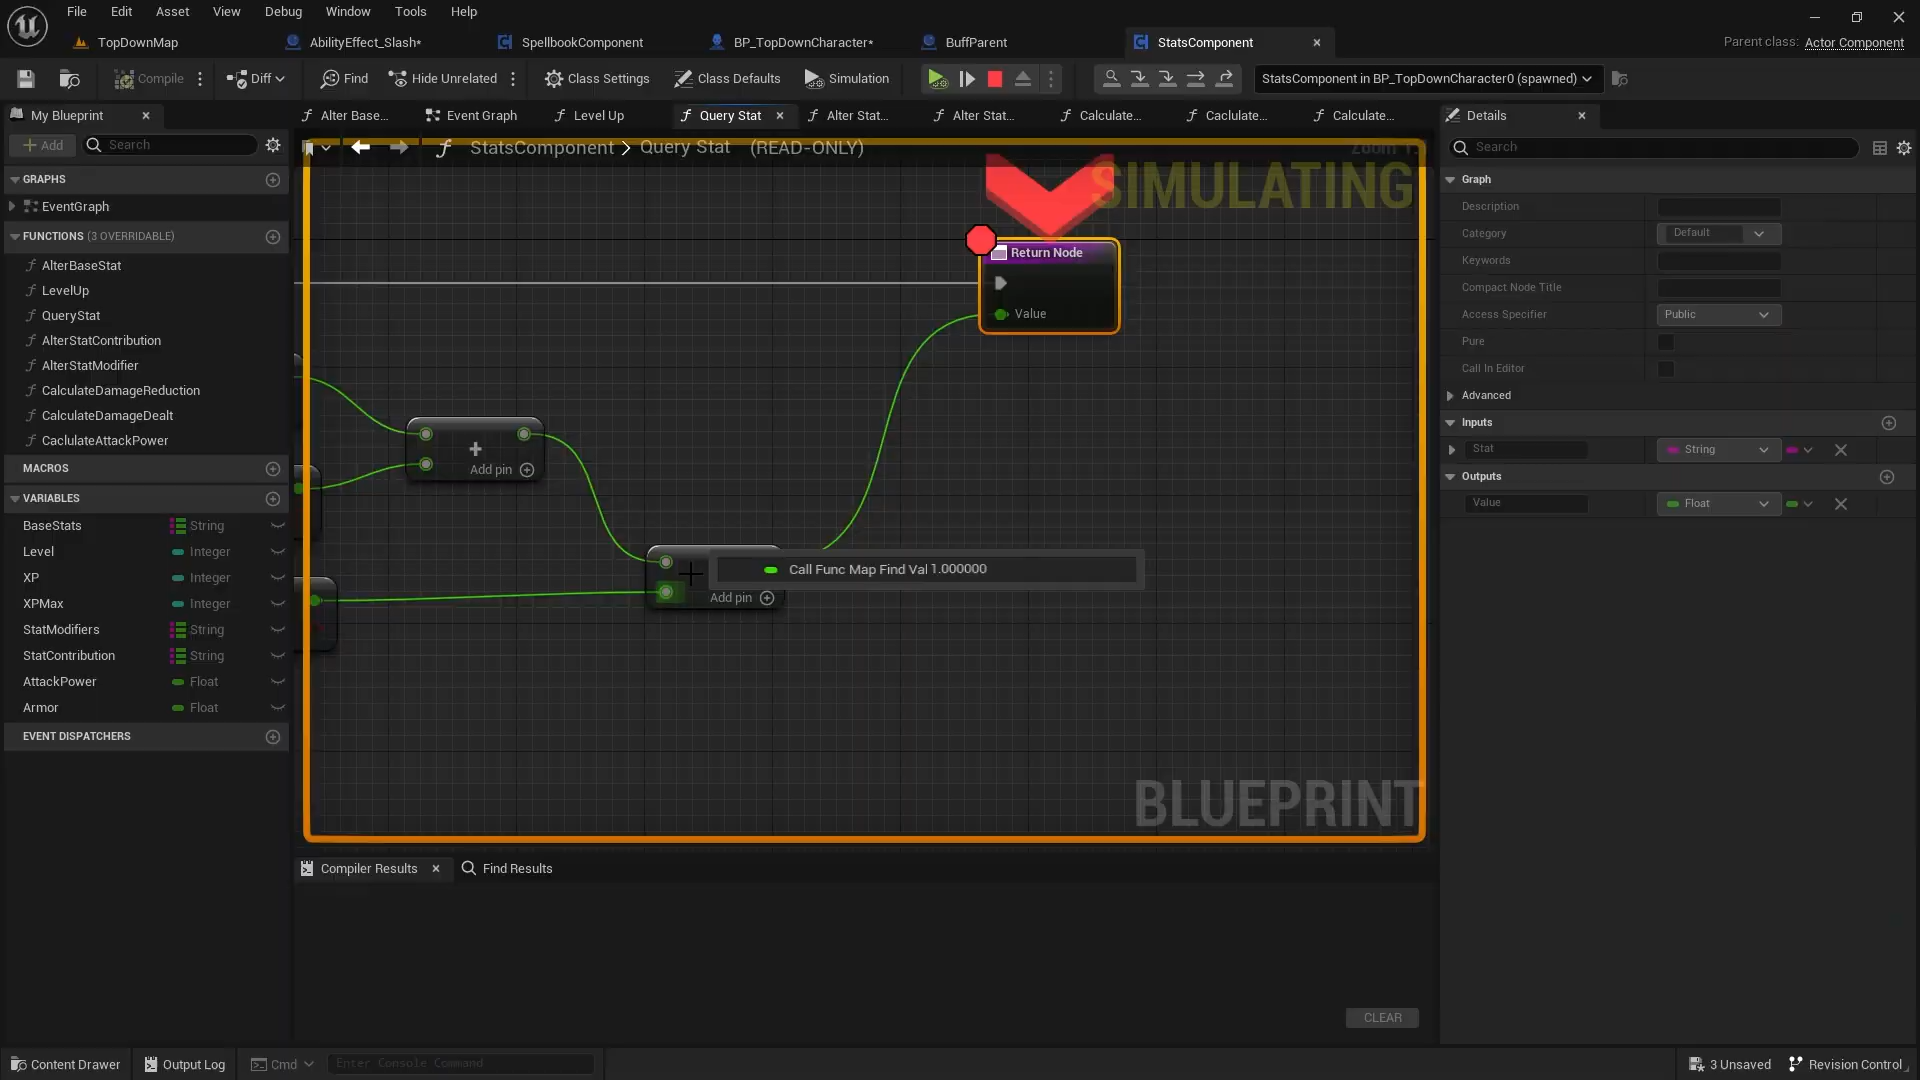 File Edit Asset View Debug Window Tools Help
TopDownMap AbilityEffect_Slash* SpellbookComponent BP_TopDownCharacter* BuffParent StatsComponent Parent class: Actor Component
Compile Diff Find Hide Unrelated Class Settings Class Defaults Simulation StatsComponent in BP_TopDownCharacter0 (spawned)
My Blueprint Alter Base... Event Graph Level Up Query Stat Alter Stat... Alter Stat... Calculate... Caclulate... Calculate... Details
Add Search StatsComponent > Query Stat (READ-ONLY) Search
GRAPHS
EventGraph
FUNCTIONS (3 OVERRIDABLE)
AlterBaseStat
LevelUp
QueryStat
AlterStatContribution
AlterStatModifier
CalculateDamageReduction
CalculateDamageDealt
CaclulateAttackPower
MACROS
VARIABLES
BaseStats String
Level Integer
XP Integer
XPMax Integer
StatModifiers String
StatContribution String
AttackPower Float
Armor Float
EVENT DISPATCHERS
SIMULATING
Return Node
Value
Add pin
Call Func Map Find Val 1.000000
Add pin
BLUEPRINT
Graph
Description
Category Default
Keywords
Compact Node Title
Access Specifier Public
Pure
Call In Editor
Advanced
Inputs
Stat String
Outputs
Value Float
Compiler Results Find Results
CLEAR
Content Drawer Output Log Cmd Enter Console Command 3 Unsaved Revision Control